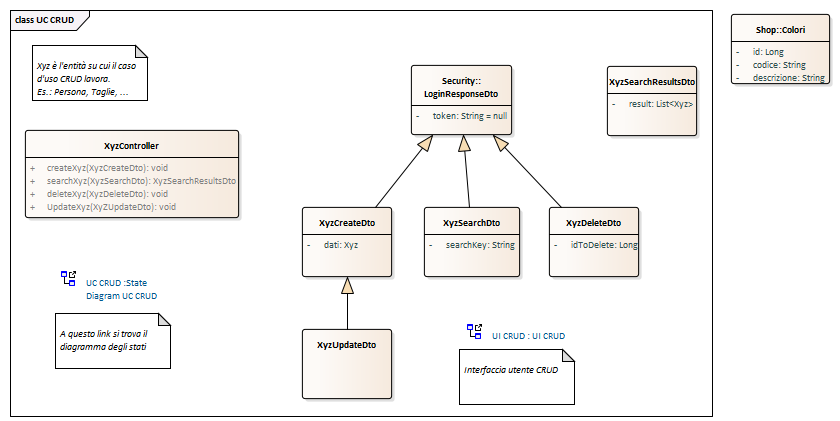 class UC CRUD
Xyz è l'entità su cui il caso
d'uso CRUD lavora.
Es.: Persona, Taglie, ...
XyzController
+ createXyz(XyzCreateDto): void
+ searchXyz(XyzSearchDto): XyzSearchResultsDto
+ deleteXyz(XyzDeleteDto): void
+ UpdateXyz(XyZUpdateDto): void
Security::
LoginResponseDto
- token: String = null
XyzSearchResultsDto
- result: List<Xyz>
Shop::Colori
- id: Long
- codice: String
- descrizione: String
XyzCreateDto
- dati: Xyz
XyzSearchDto
- searchKey: String
XyzDeleteDto
- idToDelete: Long
UC CRUD :State
Diagram UC CRUD
A questo link si trova il
diagramma degli stati
XyzUpdateDto
UI CRUD : UI CRUD
Interfaccia utente CRUD